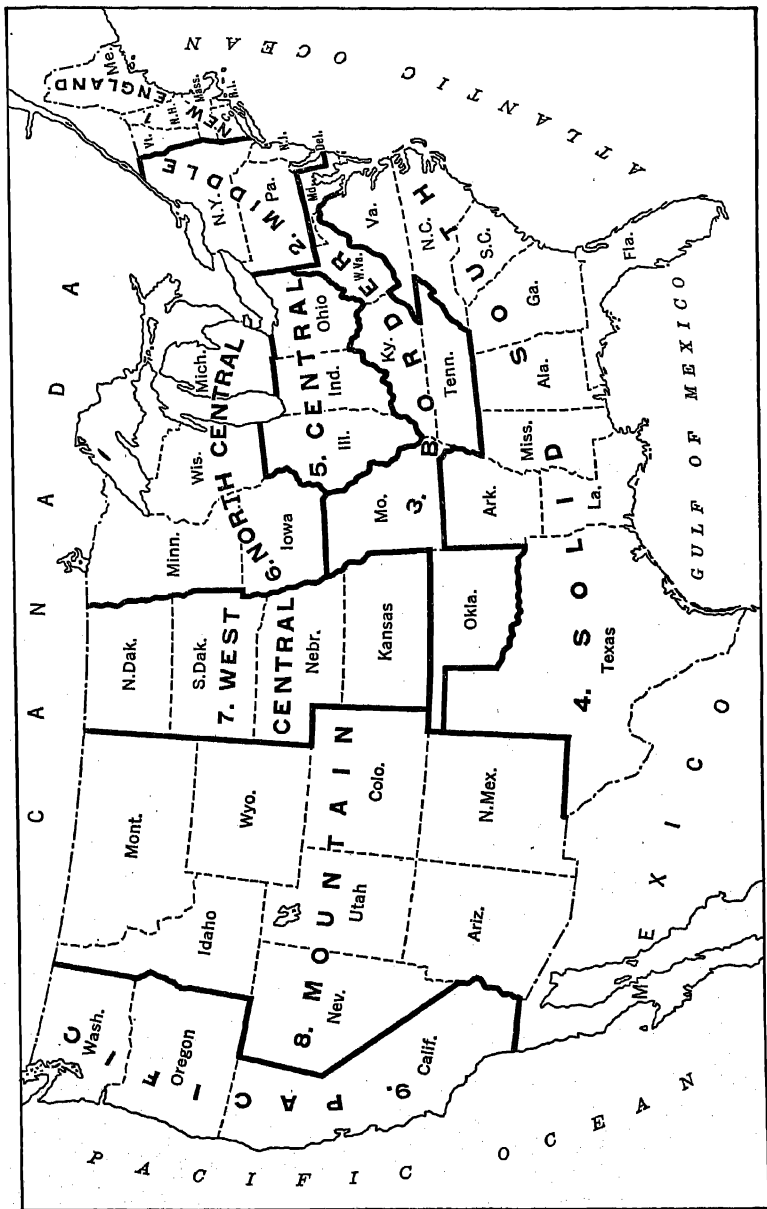 CANADA
PACIFIC OCEAN
ATLANTIC OCEAN
GULF OF MEXICO
MEXICO
1 NEW ENGLAND
Me.
Vt.
N.H.
Mass.
R.I.
2. MIDDLE
N.Y.
Pa.
N.J.
Del.
3. BORDER
Md.
W.Va.
Ky.
Tenn.
Mo.
Okla.
4. SOLID SOUTH
Va.
N.C.
S.C.
Ga.
Fla.
Ala.
Miss.
La.
Ark.
Texas
5. CENTRAL
Ohio
Ind.
Ill.
6. NORTH CENTRAL
Mich.
Wis.
Minn.
Iowa
7. WEST
CENTRAL
N.Dak.
S.Dak.
Nebr.
Kansas
8. MOUNTAIN
Mont.
Idaho
Wyo.
Nev.
Utah
Colo.
Ariz.
N.Mex.
9. PACIFIC
Wash.
Oregon
Calif.